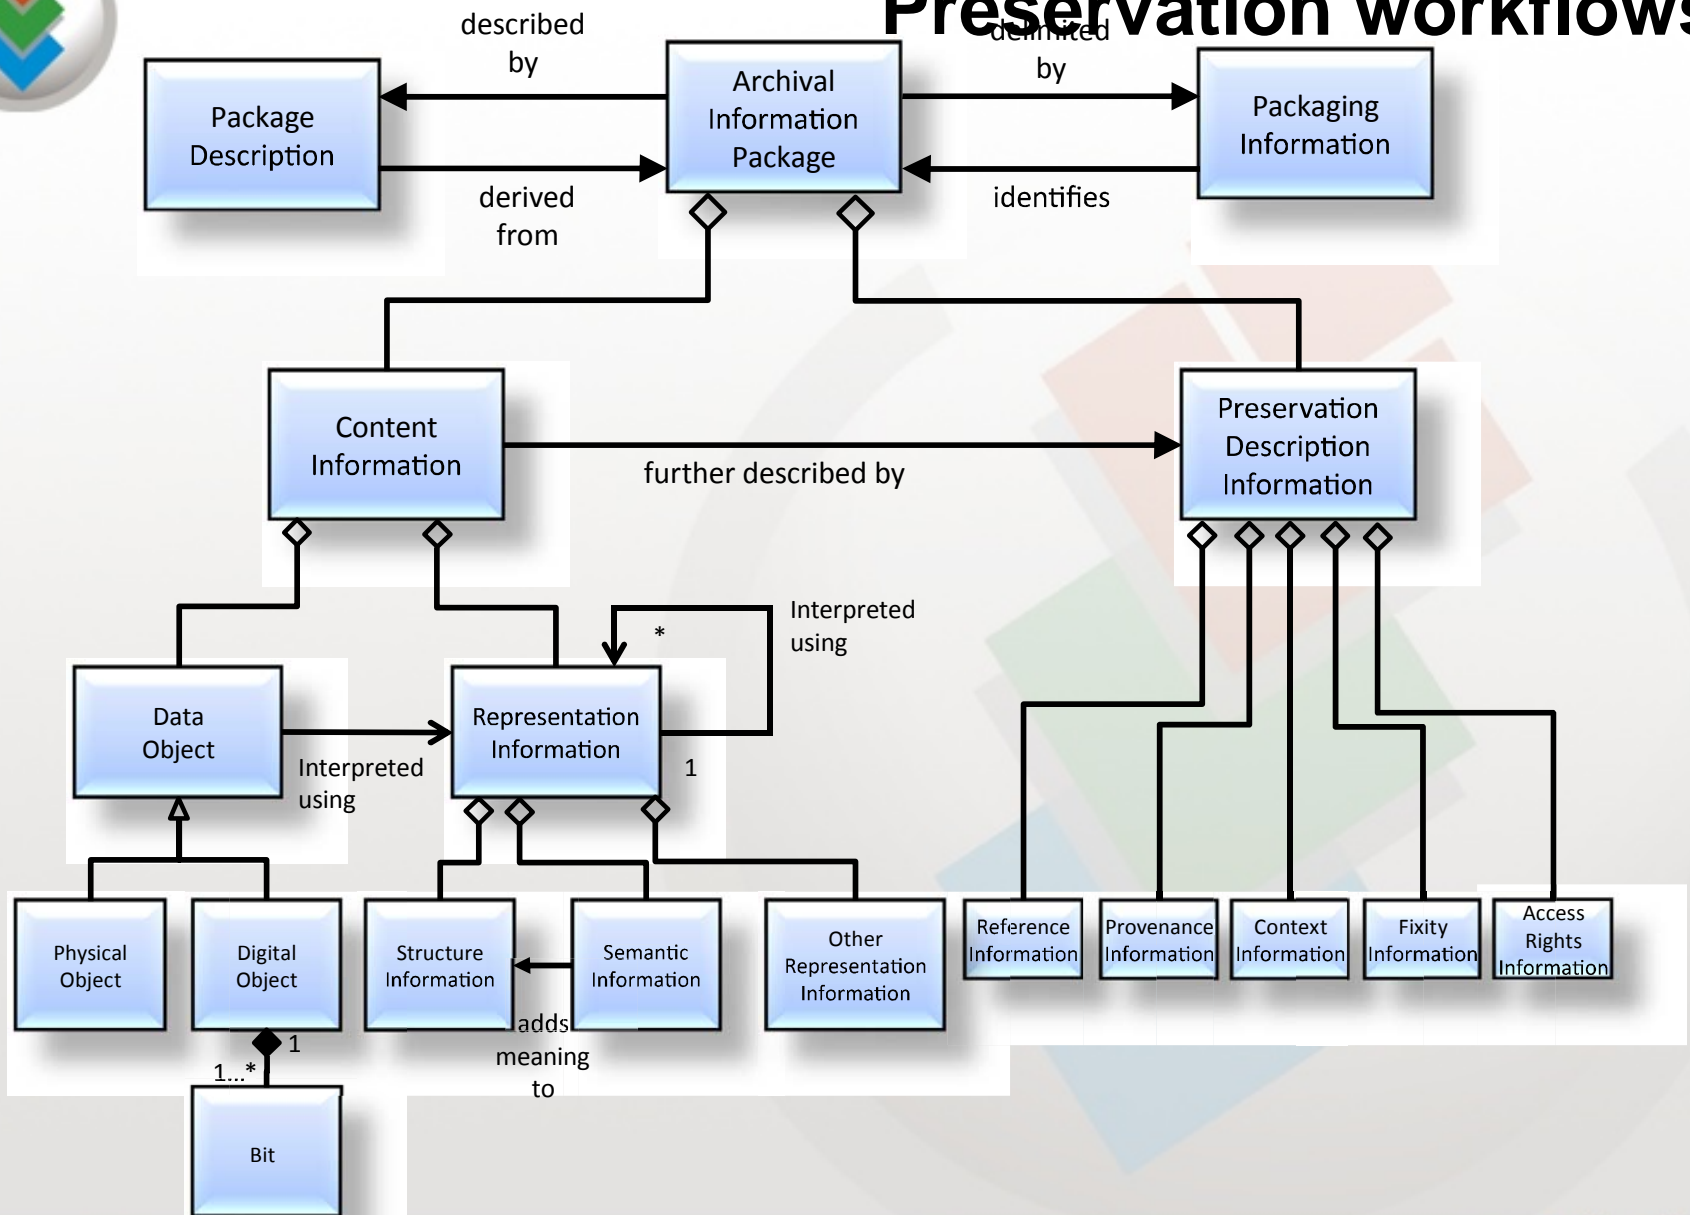 Preservation workflows
described
by
delimited
by
Archival
Information
Package
Package
Description
Packaging
Information
derived
from
identifies
Content
Information
Preservation
Description
Information
further described by
Interpreted
using
*
Data
Object
Representation
Information
Interpreted
using
1
Physical
Object
Digital
Object
Structure
Information
Semantic
Information
Other
Representation
Information
Reference
Information
Provenance
Information
Context
Information
Fixity
Information
Access
Rights
Information
adds
meaning
to
1
1...*
Bit